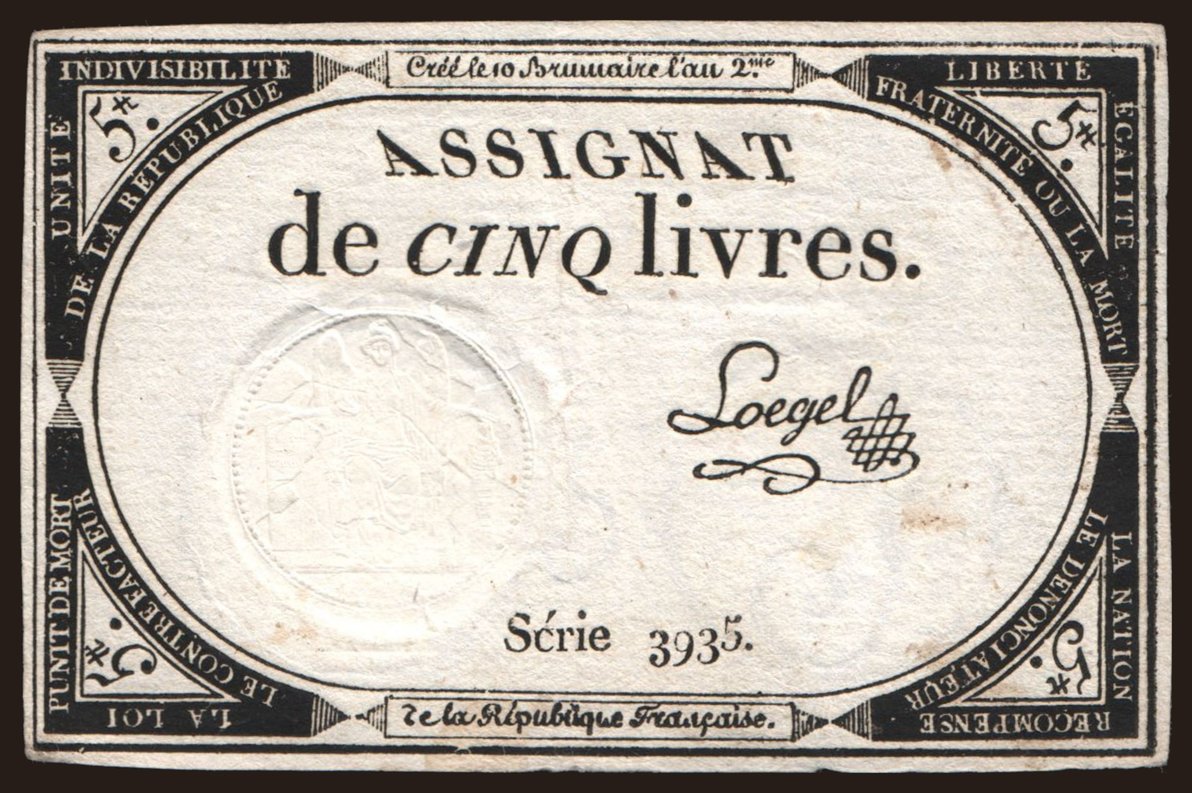 Créé le 10 Brumaire l'an 2.me
UNITE INDIVISIBILITE
DE LA REPUBLIQUE
LIBERTE EGALITE
FRATERNITE OU LA MORT
5#.
5#.
ASSIGNAT
de CINQ livres.
Loegel
Série 3935.
LA LOI PUNIT DE MORT
LE CONTREFACTEUR
LA NATION RECOMPENSE
LE DENONCIATEUR
5#.
5#.
de la République Française.